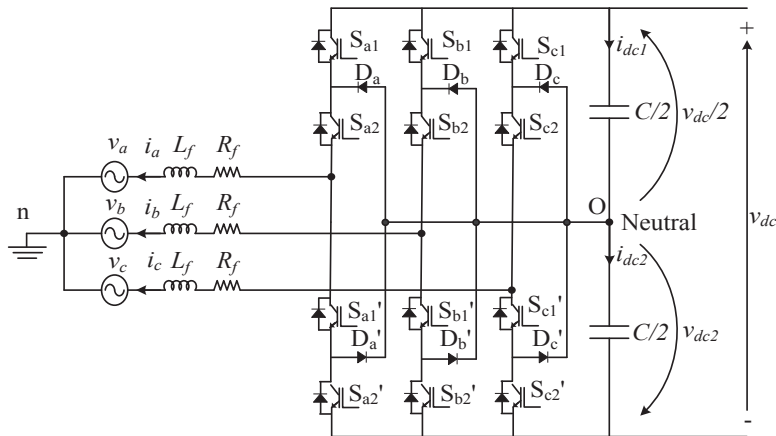 S_a1 S_b1 S_c1 i_dc1 +
D_a D_b D_c
S_a2 S_b2 S_c2 C/2 v_dc/2
v_a i_a L_f R_f
n v_b i_b L_f R_f O Neutral v_dc
v_c i_c L_f R_f i_dc2
S_a1' S_b1' S_c1'
D_a' D_b' D_c' C/2 v_dc2
S_a2' S_b2' S_c2' -